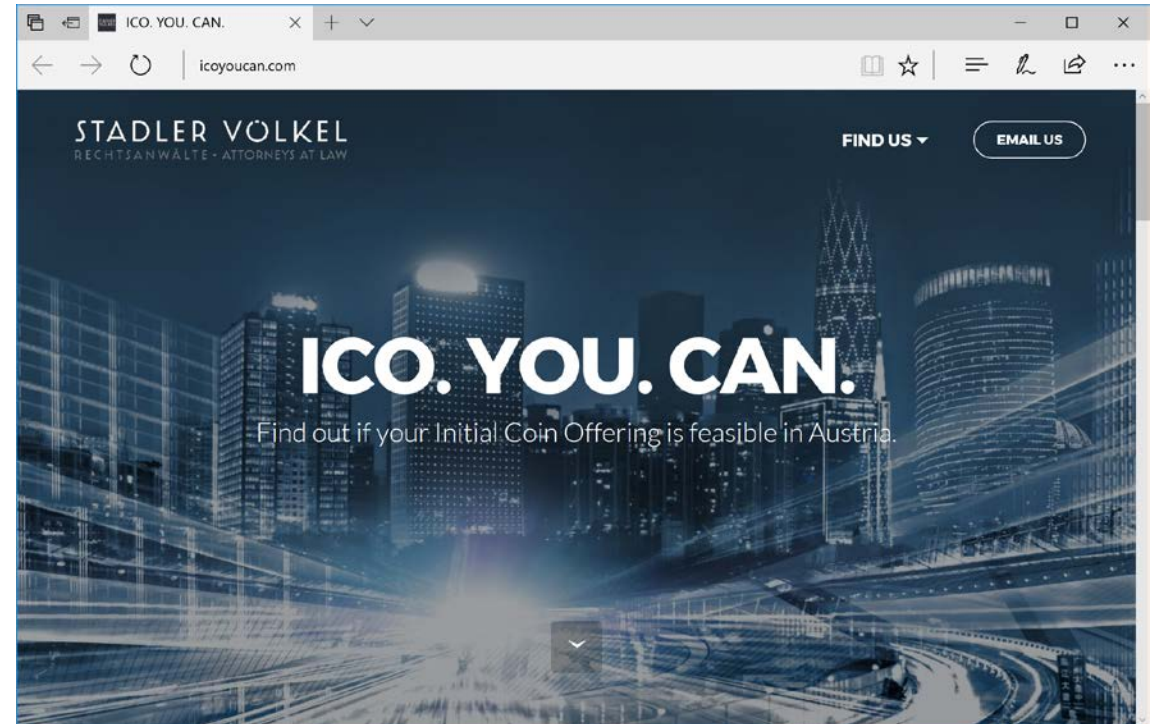 ICO. YOU. CAN.
icoyoucan.com
STADLER VÖLKEL
RECHTSANWÄLTE - ATTORNEYS AT LAW
FIND US
EMAIL US
ICO. YOU. CAN.
Find out if your Initial Coin Offering is feasible in Austria.